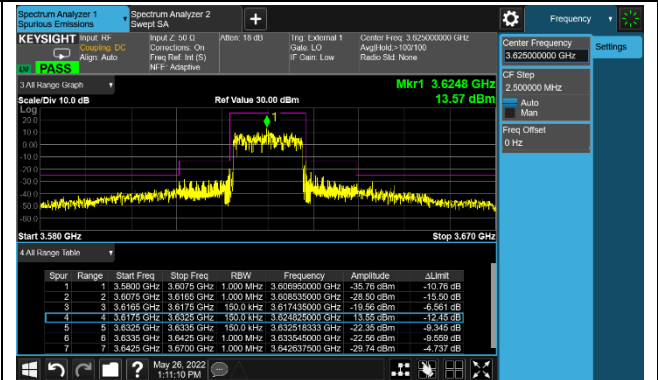 Spectrum Analyzer 1
Spurious Emissions
Spectrum Analyzer 2
Swept SA
+
Frequency
KEYSIGHT
Input: RF
Coupling: DC
Align: Auto
Input Z: 50 Ω
Corrections: On
Freq Ref: Int (S)
NFE: Adaptive
Atten: 18 dB
Trig: External 1
Gate: LO
IF Gain: Low
Center Freq: 3.625000000 GHz
Avg|Hold:>100/100
Radio Std: None
PASS
Center Frequency
3.625000000 GHz
Settings
CF Step
2.500000 MHz
Auto
Man
Freq Offset
0 Hz
3 All Range Graph
Mkr1 3.6248 GHz
13.57 dBm
Scale/Div 10.0 dB
Ref Value 30.00 dBm
Log
20.0
10.0
0.00
-10.0
-20.0
-30.0
-40.0
-50.0
-60.0
1
Start 3.580 GHz
Stop 3.670 GHz
4 All Range Table
Spur Range Start Freq Stop Freq RBW Frequency Amplitude ΔLimit
1 1 3.5800 GHz 3.6075 GHz 1.000 MHz 3.606950000 GHz -35.76 dBm -10.76 dB
2 2 3.6075 GHz 3.6165 GHz 1.000 MHz 3.608535000 GHz -28.50 dBm -15.50 dB
3 3 3.6165 GHz 3.6175 GHz 150.0 kHz 3.617435000 GHz -19.56 dBm -6.561 dB
4 4 3.6175 GHz 3.6325 GHz 150.0 kHz 3.624825000 GHz 13.55 dBm -12.45 dB
5 5 3.6325 GHz 3.6335 GHz 150.0 kHz 3.632518333 GHz -22.35 dBm -9.345 dB
6 6 3.6335 GHz 3.6425 GHz 1.000 MHz 3.633545000 GHz -22.56 dBm -9.559 dB
7 7 3.6425 GHz 3.6700 GHz 1.000 MHz 3.642637500 GHz -29.74 dBm -4.737 dB
?
May 26, 2022
1:11:10 PM